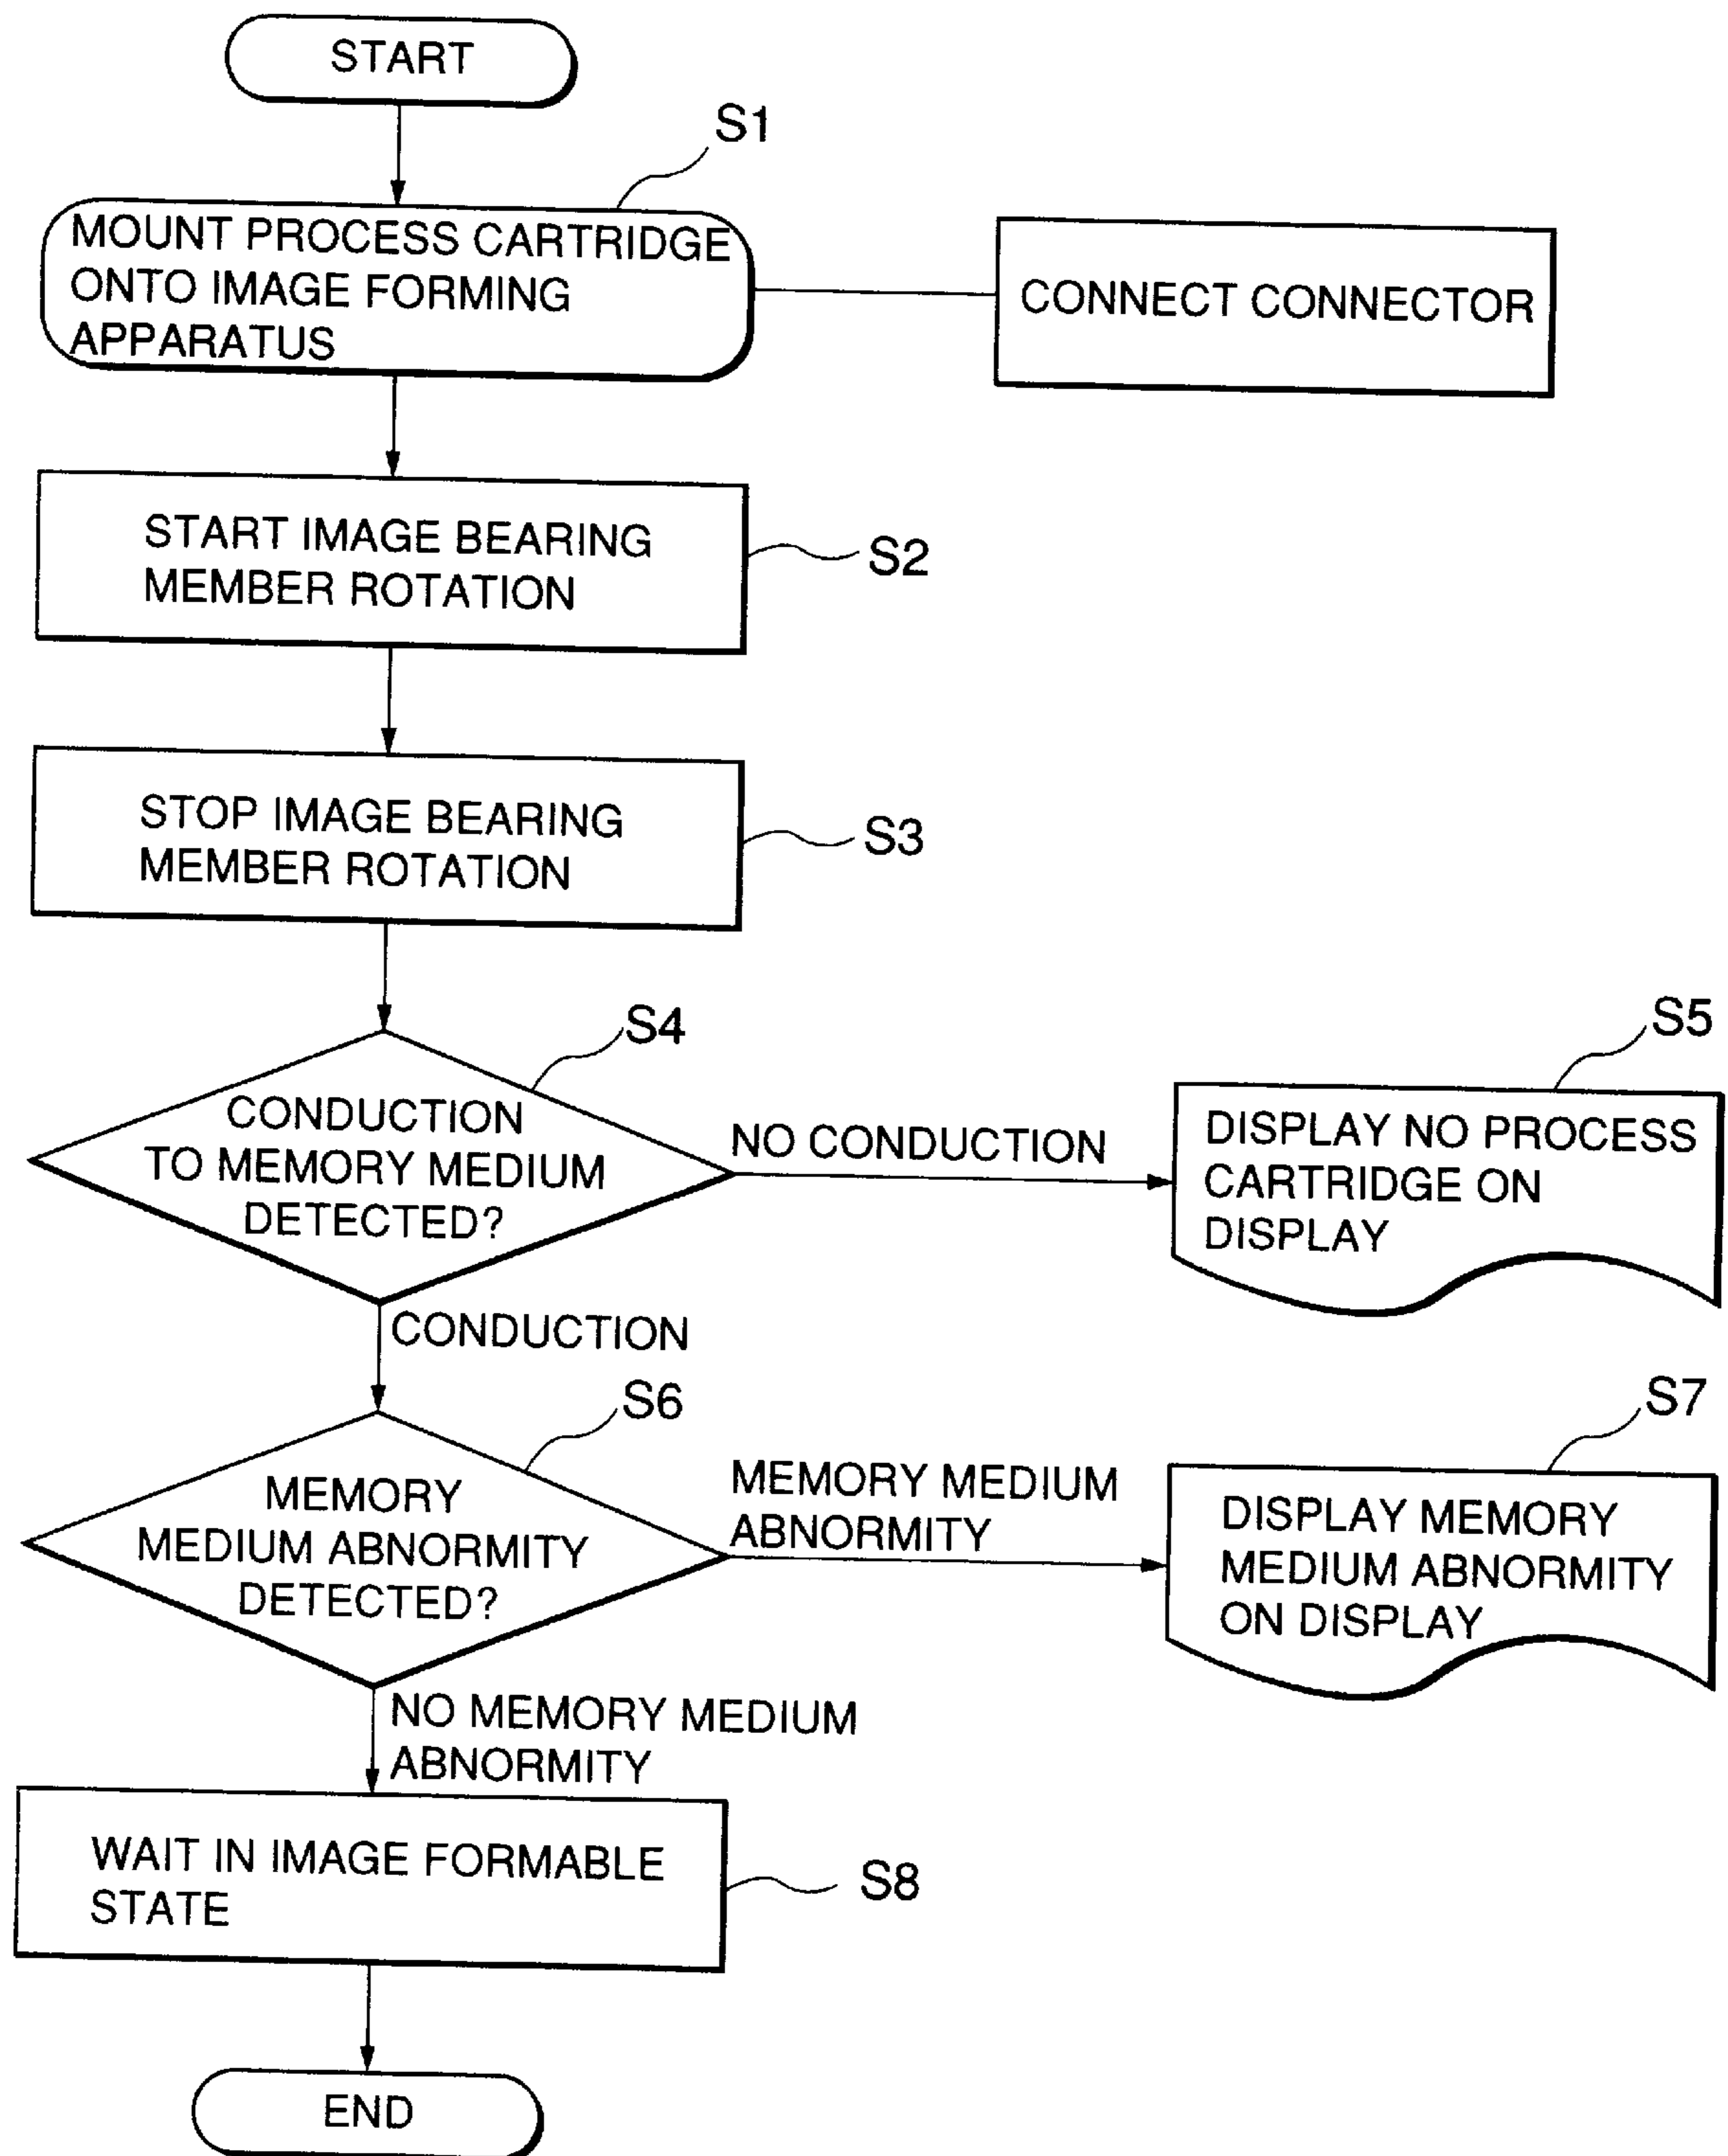 START
S1
MOUNT PROCESS CARTRIDGE
ONTO IMAGE FORMING
APPARATUS
CONNECT CONNECTOR
START IMAGE BEARING
MEMBER ROTATION
S2
STOP IMAGE BEARING
MEMBER ROTATION
S3
S4
CONDUCTION
TO MEMORY MEDIUM
DETECTED?
NO CONDUCTION
S5
DISPLAY NO PROCESS
CARTRIDGE ON
DISPLAY
CONDUCTION
S6
MEMORY
MEDIUM ABNORMITY
DETECTED?
MEMORY MEDIUM
ABNORMITY
S7
DISPLAY MEMORY
MEDIUM ABNORMITY
ON DISPLAY
NO MEMORY MEDIUM
ABNORMITY
WAIT IN IMAGE FORMABLE
STATE
S8
END